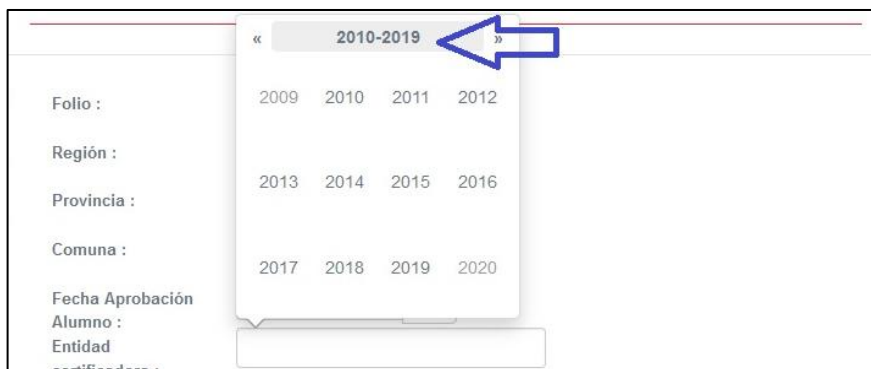 « 2010-2019 »
2009 2010 2011 2012
Folio :
Región :
2013 2014 2015 2016
Provincia :
Comuna :
2017 2018 2019 2020
Fecha Aprobación
Alumno :
Entidad
certificadora :